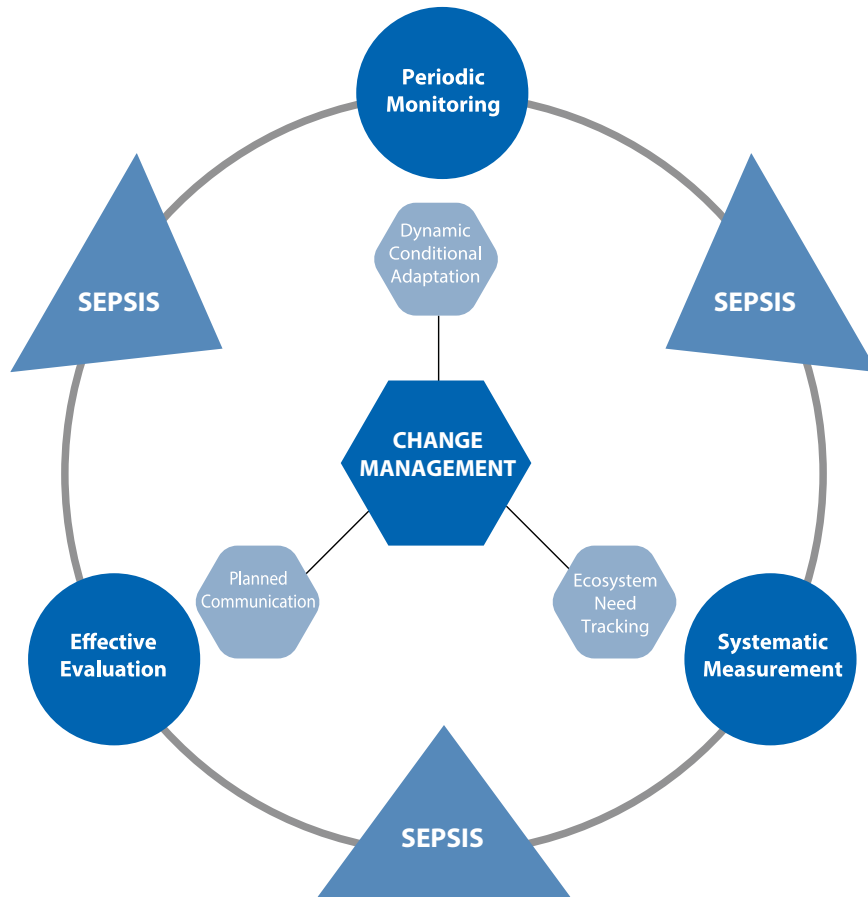 Periodic
Monitoring
Dynamic
Conditional
Adaptation
SEPSIS
SEPSIS
CHANGE
MANAGEMENT
Planned
Communication
Ecosystem
Need
Tracking
Effective
Evaluation
Systematic
Measurement
SEPSIS